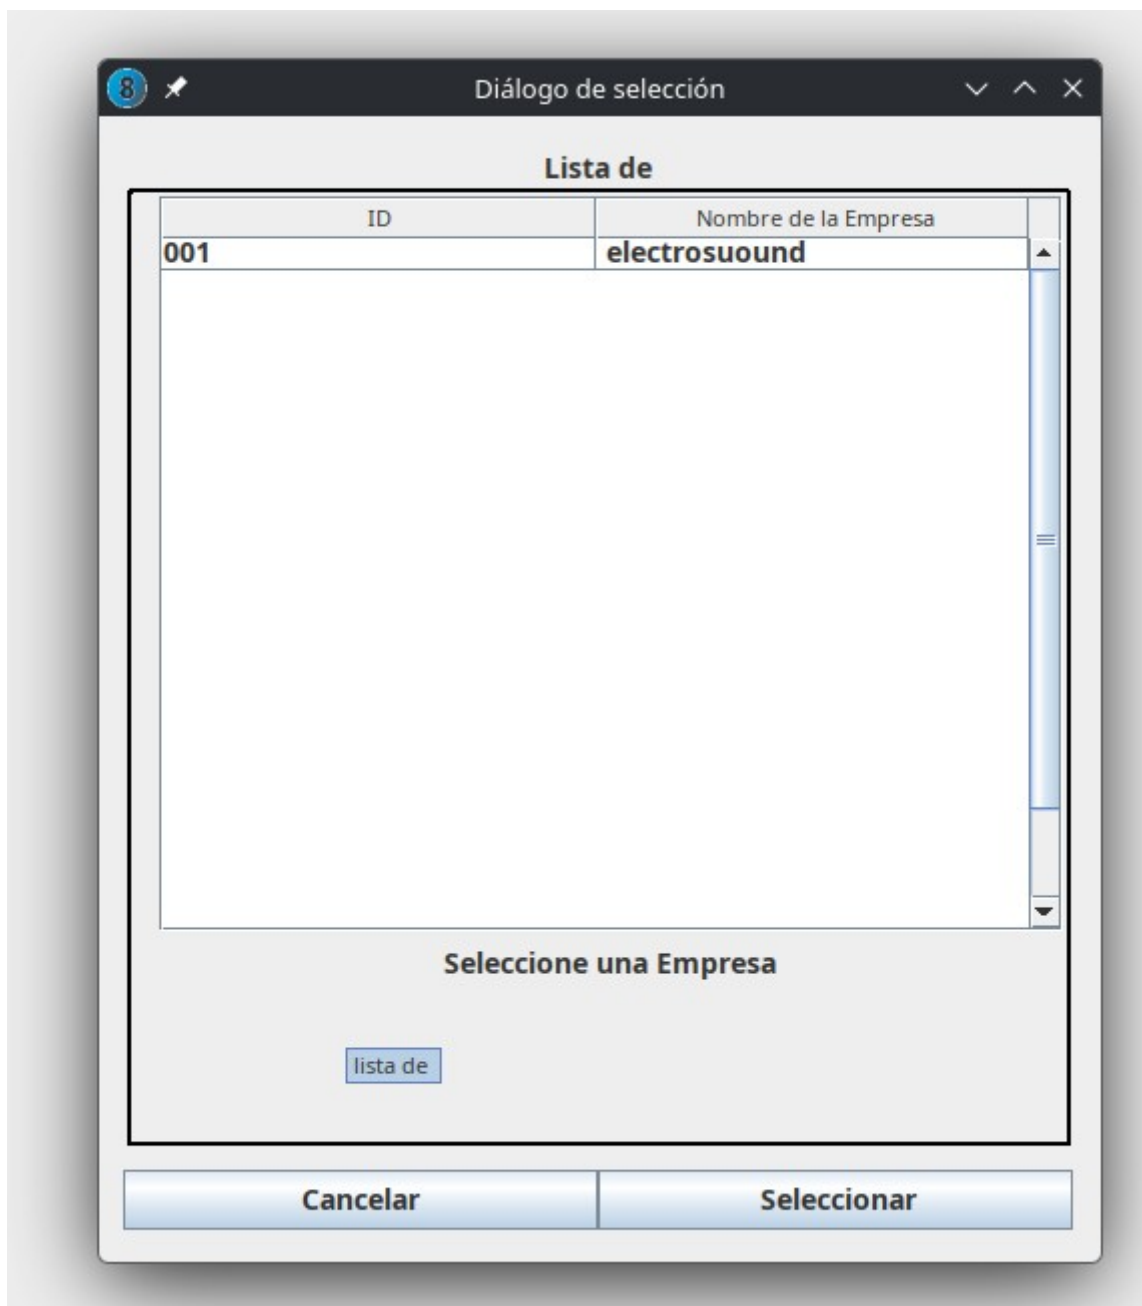 8 Diálogo de selección
Lista de
ID Nombre de la Empresa
001 electrosuound
Seleccione una Empresa
lista de
Cancelar Seleccionar